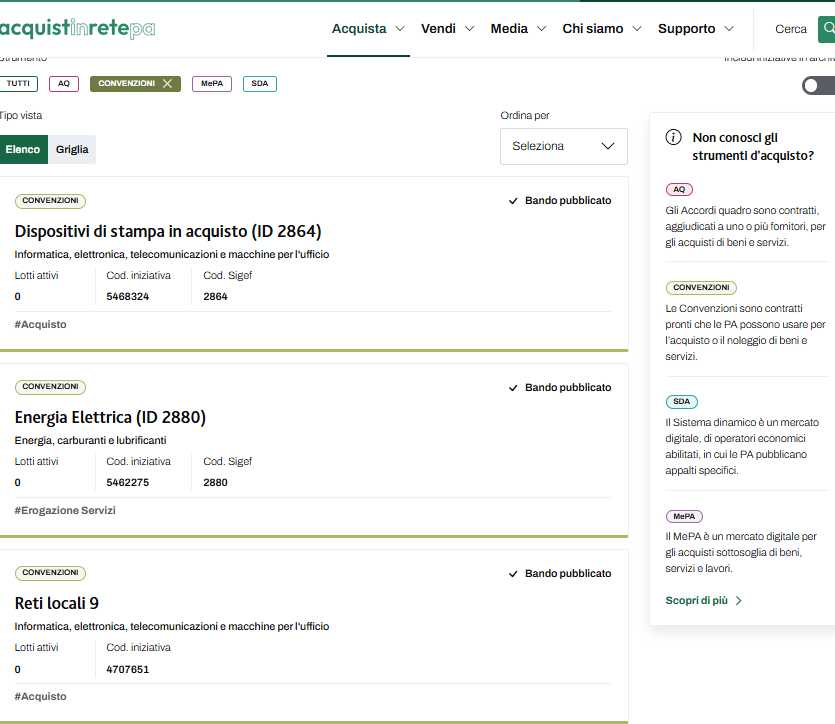 acquistinretepa
Acquista
Vendi
Media
Chi siamo
Supporto
Cerca
Strumento
Includi iniziative in archiv
TUTTI
AQ
CONVENZIONI
MePA
SDA
Tipo vista
Ordina per
Elenco
Griglia
Seleziona
CONVENZIONI
Bando pubblicato
Dispositivi di stampa in acquisto (ID 2864)
Informatica, elettronica, telecomunicazioni e macchine per l'ufficio
Lotti attivi
Cod. iniziativa
Cod. Sigef
0
5468324
2864
#Acquisto
CONVENZIONI
Bando pubblicato
Energia Elettrica (ID 2880)
Energia, carburanti e lubrificanti
Lotti attivi
Cod. iniziativa
Cod. Sigef
0
5462275
2880
#Erogazione Servizi
CONVENZIONI
Bando pubblicato
Reti locali 9
Informatica, elettronica, telecomunicazioni e macchine per l'ufficio
Lotti attivi
Cod. iniziativa
0
4707651
#Acquisto
Non conosci gli
strumenti d'acquisto?
AQ
Gli Accordi quadro sono contratti,
aggiudicati a uno o più fornitori, per
gli acquisti di beni e servizi.
CONVENZIONI
Le Convenzioni sono contratti
pronti che le PA possono usare per
l'acquisto o il noleggio di beni e
servizi.
SDA
Il Sistema dinamico è un mercato
digitale, di operatori economici
abilitati, in cui le PA pubblicano
appalti specifici.
MePA
Il MePA è un mercato digitale per
gli acquisti sottosoglia di beni,
servizi e lavori.
Scopri di più